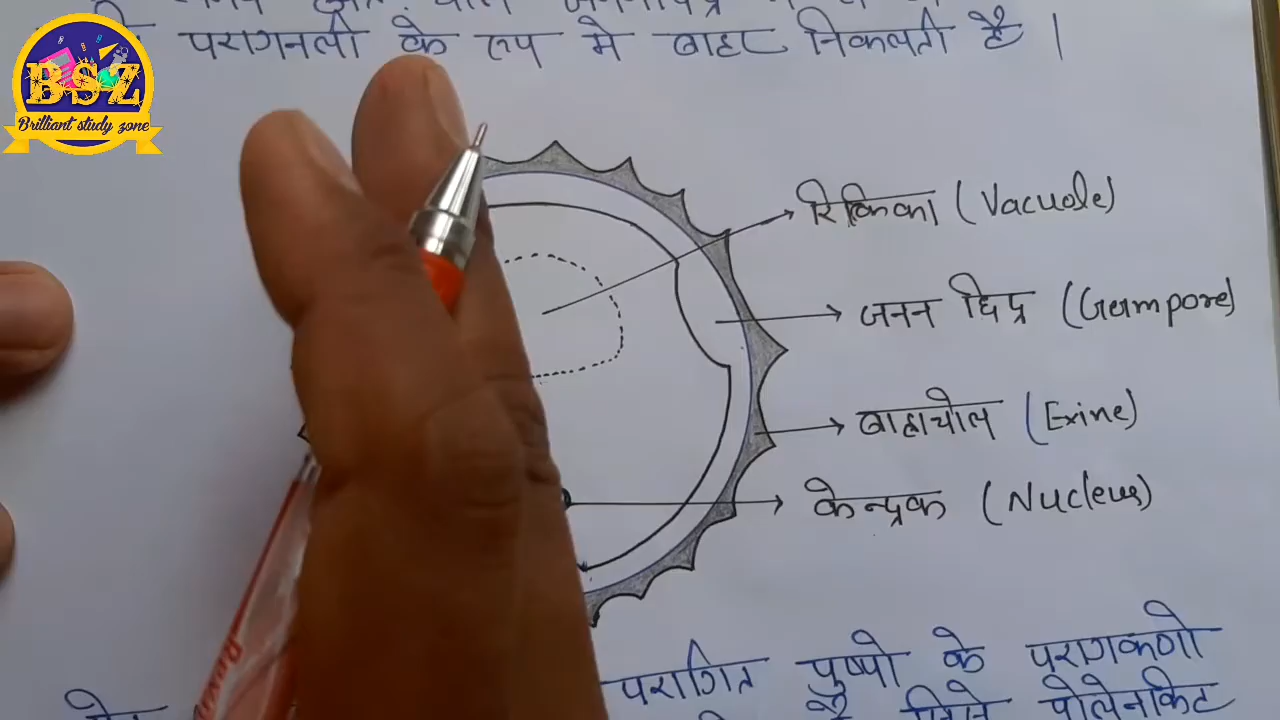 परागनली के रूप मे बाहर निकलती है |
BSZ
Brilliant study zone
रिक्तिका (Vacuole)
जनन छिद्र (Germpore)
बाह्यचोल (Exine)
केन्द्रक (Nucleus)
परागित पुष्पो के परागकणो
पोलेनकिट